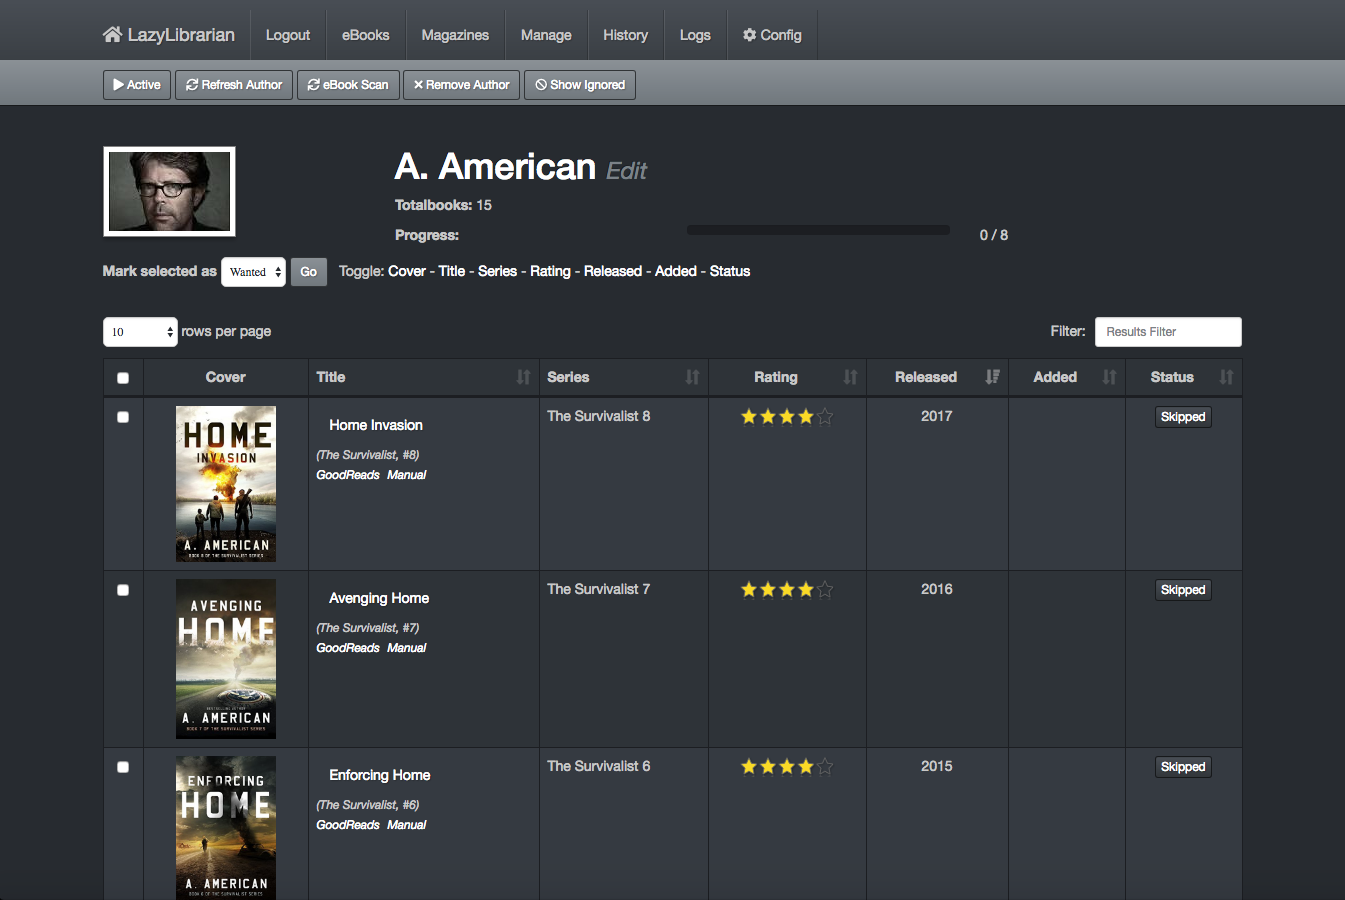 LazyLibrarian Logout eBooks Magazines Manage History Logs Config
Active Refresh Author eBook Scan Remove Author Show Ignored
A. American Edit
Totalbooks: 15
Progress: 0 / 8
Mark selected as Wanted Go Toggle: Cover - Title - Series - Rating - Released - Added - Status
10 rows per page Filter: Results Filter
Cover Title Series Rating Released Added Status
HOME
INVASION
A. AMERICAN
BOOK 8 OF THE SURVIVALIST SERIES
Home Invasion
(The Survivalist, #8)
GoodReads Manual
The Survivalist 8
2017
Skipped
AVENGING
HOME
BESTSELLING AUTHOR
A. AMERICAN
BOOK 7 OF THE SURVIVALIST SERIES
Avenging Home
(The Survivalist, #7)
GoodReads Manual
The Survivalist 7
2016
Skipped
ENFORCING
HOME
A. AMERICAN
BOOK 6 OF THE SURVIVALIST SERIES
Enforcing Home
(The Survivalist, #6)
GoodReads Manual
The Survivalist 6
2015
Skipped